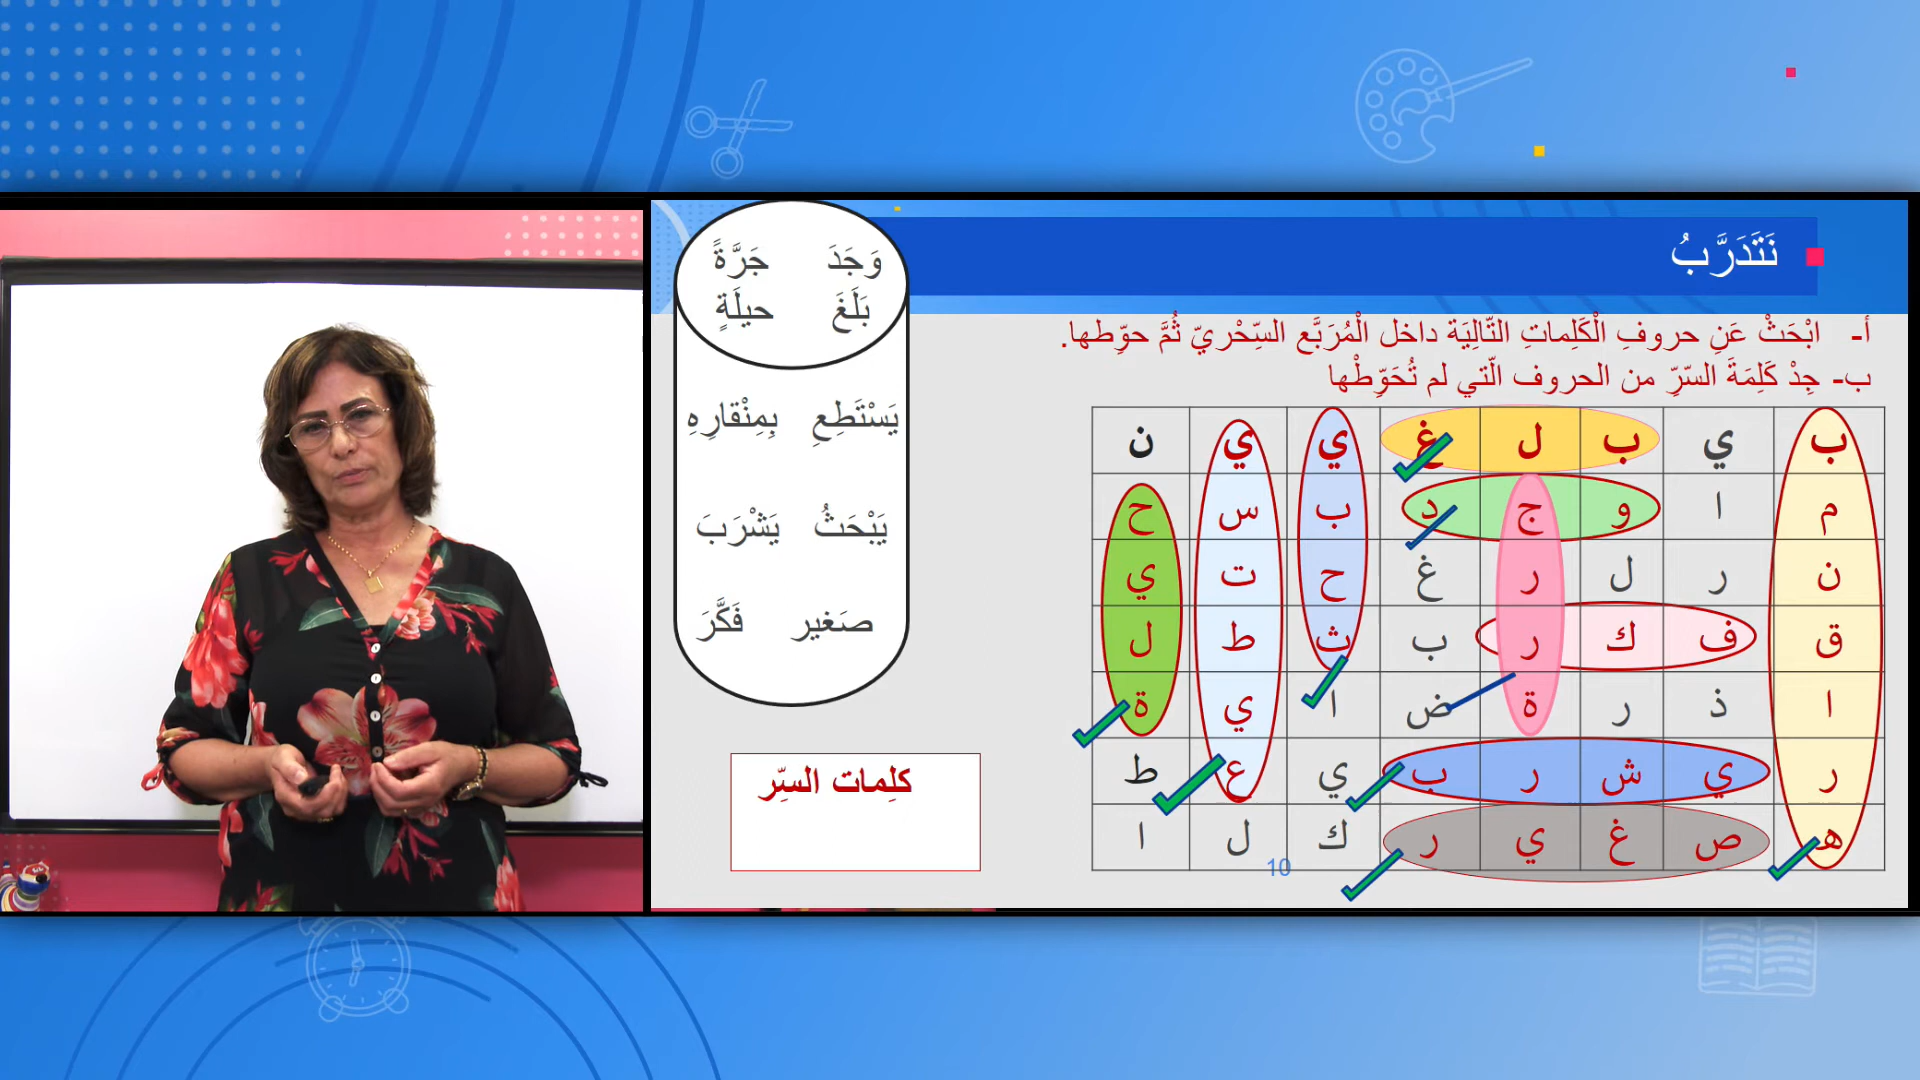 نَتَدَرَّبُ
أ- ابْحَثْ عَنِ حروفِ الْكَلِماتِ التّالِيَة داخل الْمُرَبَّع السِّحْريّ ثُمَّ حوِّطها.
ب- جِدْ كَلِمَةَ السّرِّ من الحروف الّتي لم تُحَوِّطْها
وَجَدَ جَرَّةً
بَلَغَ حيلَةٍ
يَسْتَطِعِ بِمِنْقارِهِ
يَبْحَثُ يَشْرَبَ
صَغير فَكَّرَ
ب ي ب ل غ ي ي ن
م ا و ج د ب س ح
ن ر ل ر غ ح ت ي
ق ف ك ر ب ث ط ل
ا ذ ر ة ض ا ي ة
ر ي ش ر ب ي ع ط
ه ص غ ي ر ك ل ا
كلِمات السِّر
10